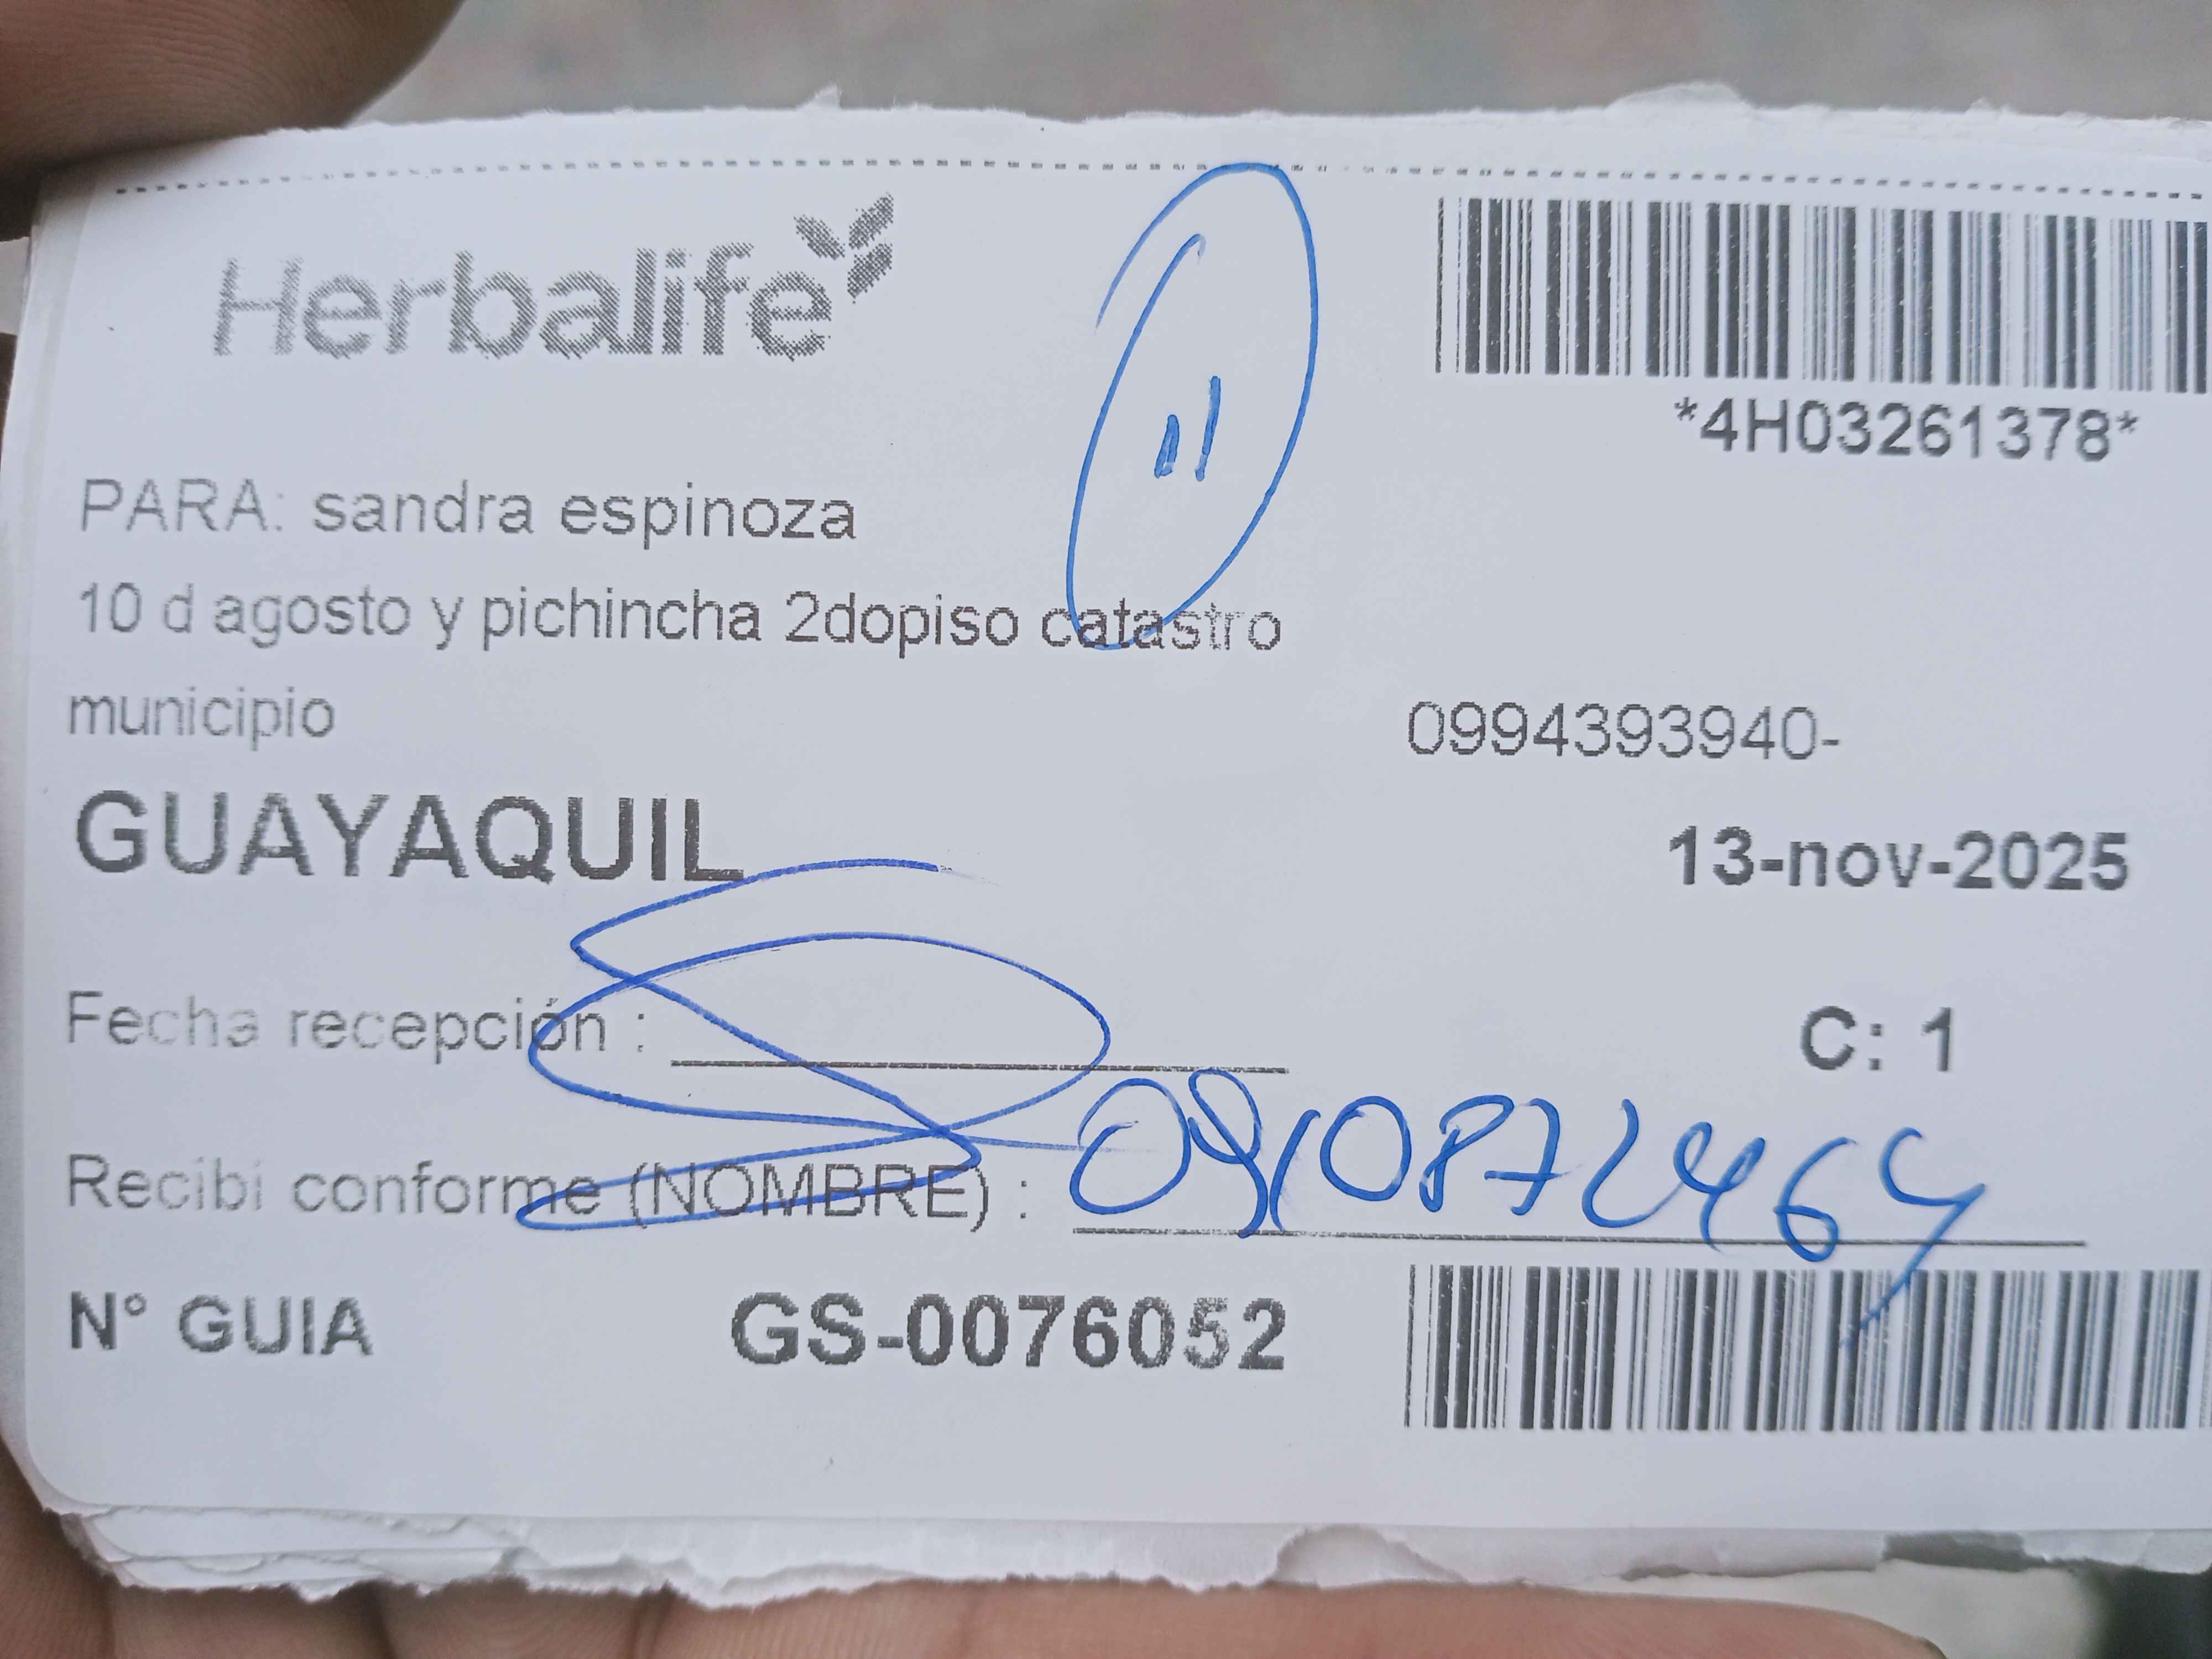 Herbalife
*4H03261378*
PARA: sandra espinoza
10 d agosto y pichincha 2dopiso catastro
municipio
0994393940-
GUAYAQUIL
13-nov-2025
Fecha recepción :
C: 1
Recibi conforme (NOMBRE) :
N° GUIA GS-0076052